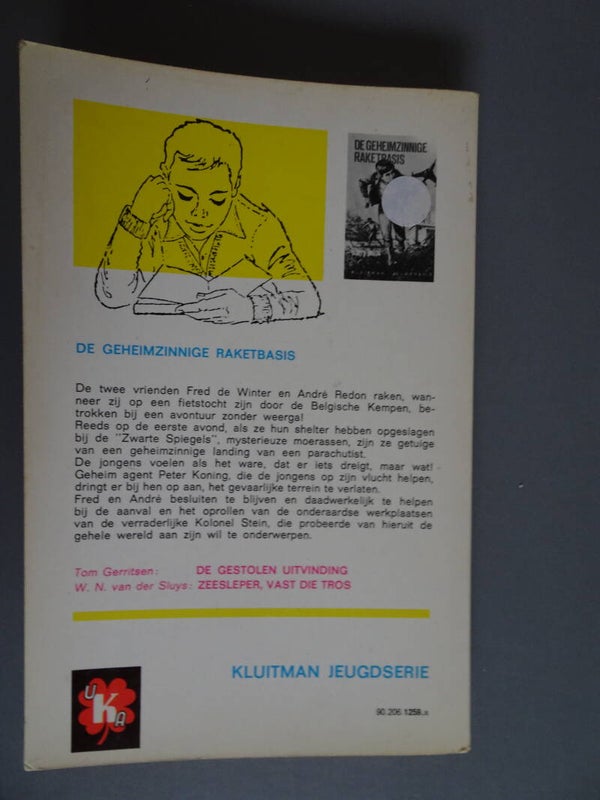 DE GEHEIMZINNIGE
RAKETBASIS
DE GEHEIMZINNIGE RAKETBASIS
De twee vrienden Fred de Winter en André Redon raken, wan-
neer zij op een fietstocht zijn door de Belgische Kempen, be-
trokken bij een avontuur zonder weerga!
Reeds op de eerste avond, als ze hun shelter hebben opgeslagen
bij de "Zwarte Spiegels", mysterieuze moerassen, zijn ze getuige
van een geheimzinnige landing van een parachutist.
De jongens voelen als het ware, dat er iets dreigt, maar wat!
Geheim agent Peter Koning, die de jongens op zijn vlucht helpen,
dringt er bij hen op aan, het gevaarlijke terrein te verlaten.
Fred en André besluiten te blijven en daadwerkelijk te helpen
bij de aanval en het oprollen van de onderaardse werkplaatsen
van de verraderlijke Kolonel Stein, die probeerde van hieruit de
gehele wereld aan zijn wil te onderwerpen.
Tom Gerritsen: DE GESTOLEN UITVINDING
W. N. van der Sluys: ZEESLEPER, VAST DIE TROS
KLUITMAN JEUGDSERIE
UKA
90.206.1258.x